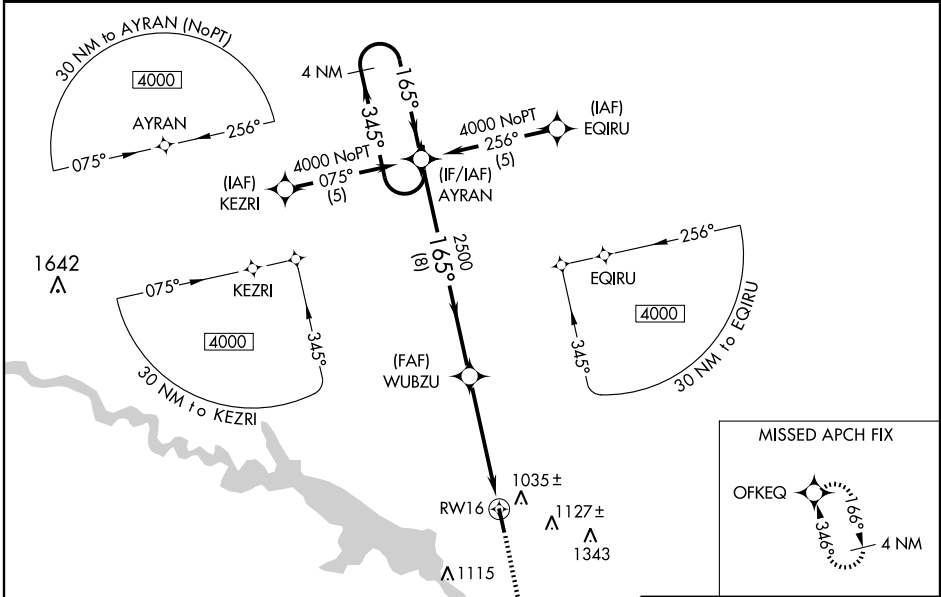 30 NM to AYRAN (NoPT)
4000
AYRAN
075°
256°
4 NM
165°
345°
(IAF)
EQIRU
4000 NoPT
256°
(5)
4000 NoPT
075°
(5)
(IAF)
KEZRI
(IF/IAF)
AYRAN
2500
165°
(8)
1642
075°
KEZRI
4000
345°
30 NM to KEZRI
256°
EQIRU
4000
345°
30 NM to EQIRU
(FAF)
WUBZU
RW16
1035±
1127±
1343
1115
MISSED APCH FIX
OFKEQ
166°
346°
4 NM